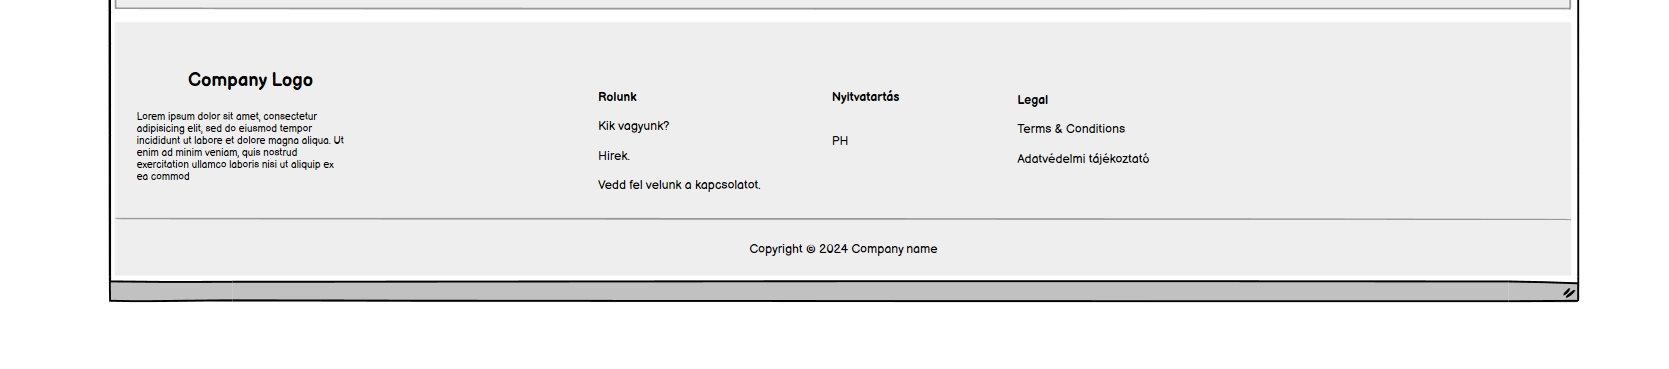 Company Logo
Lorem ipsum dolor sit amet, consectetur
adipisicing elit, sed do eiusmod tempor
incididunt ut labore et dolore magna aliqua. Ut
enim ad minim veniam, quis nostrud
exercitation ullamco laboris nisi ut aliquip ex
ea commod
Rolunk
Kik vagyunk?
Hirek.
Vedd fel velunk a kapcsolatot.
Nyitvatartás
PH
Legal
Terms & Conditions
Adatvédelmi tájékoztató
Copyright © 2024 Company name